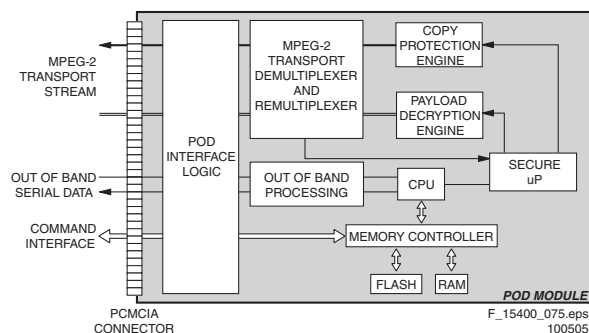 MPEG-2
TRANSPORT
STREAM
OUT OF BAND
SERIAL DATA
COMMAND
INTERFACE
PCMCIA
CONNECTOR
POD
INTERFACE
LOGIC
MPEG-2
TRANSPORT
DEMULTIPLEXER
AND
REMULTIPLEXER
COPY
PROTECTION
ENGINE
PAYLOAD
DECRYPTION
ENGINE
OUT OF BAND
PROCESSING
CPU
SECURE
uP
MEMORY CONTROLLER
FLASH
RAM
POD MODULE
F_15400_075.eps
100505